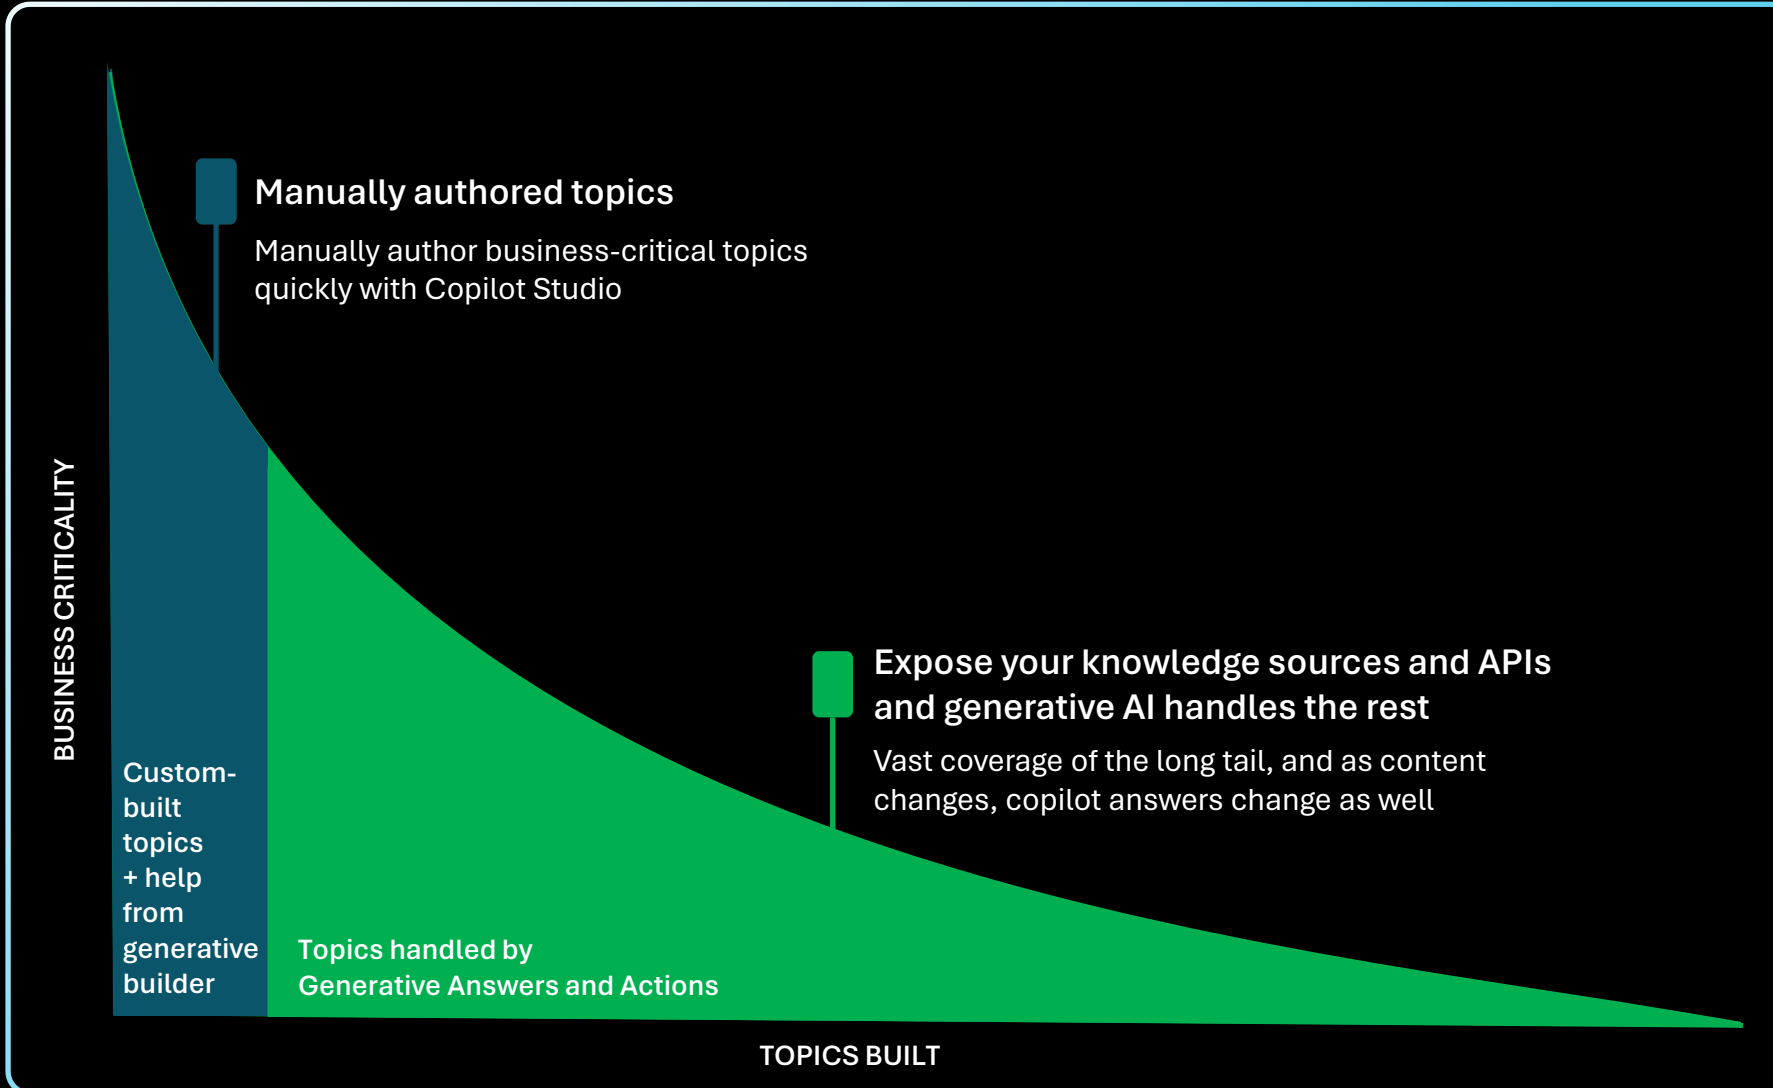 Manually authored topics
Manually author business-critical topics
quickly with Copilot Studio
BUSINESS CRITICALITY
Expose your knowledge sources and APIs
and generative AI handles the rest
Vast coverage of the long tail, and as content
changes, copilot answers change as well
Custom-
built
topics
+ help
from
generative
builder
Topics handled by
Generative Answers and Actions
TOPICS BUILT